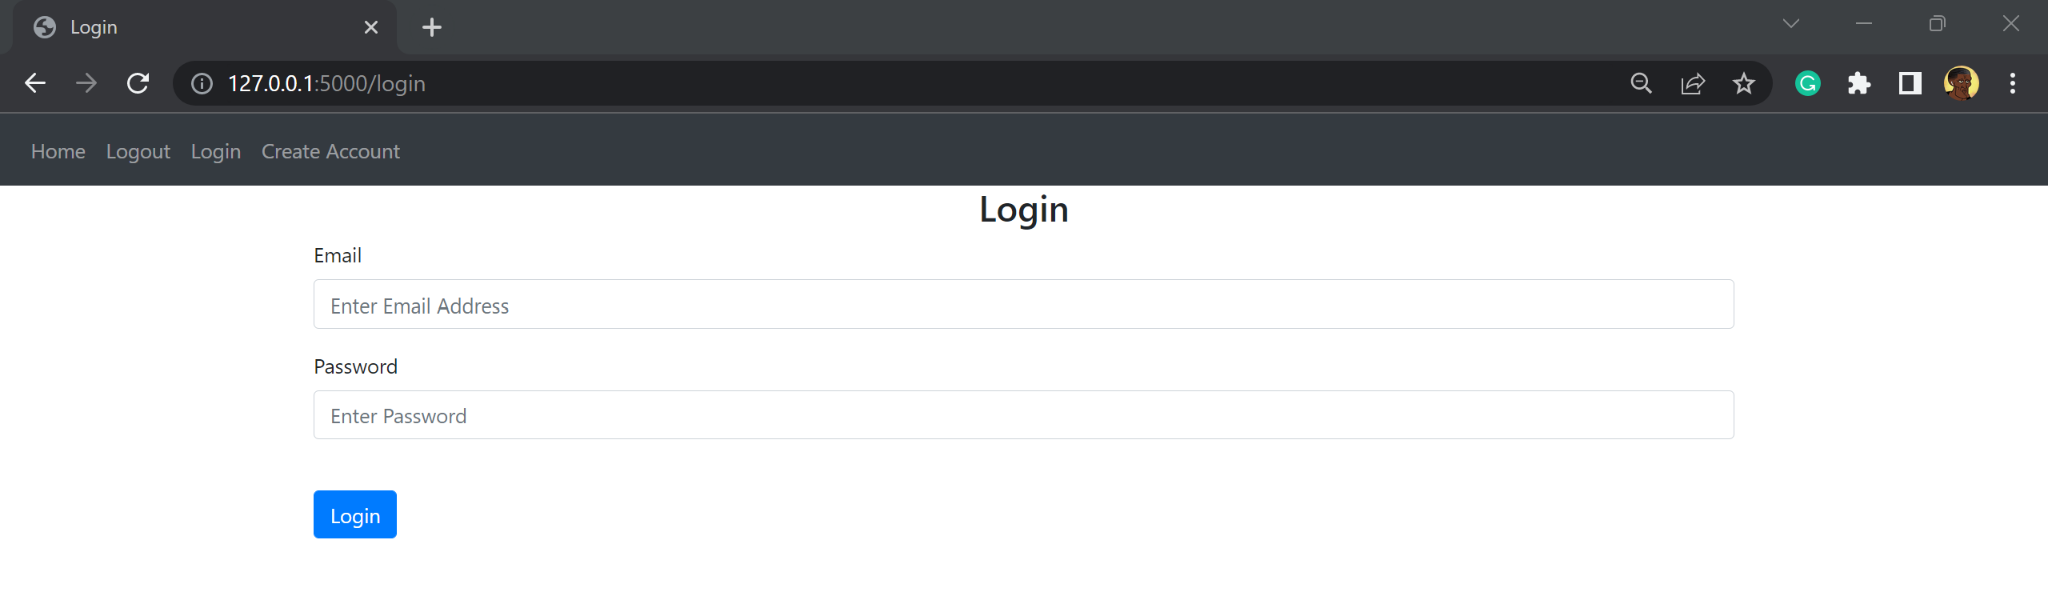 Login
127.0.0.1:5000/login
Home Logout Login Create Account
Login
Email
Enter Email Address
Password
Enter Password
Login